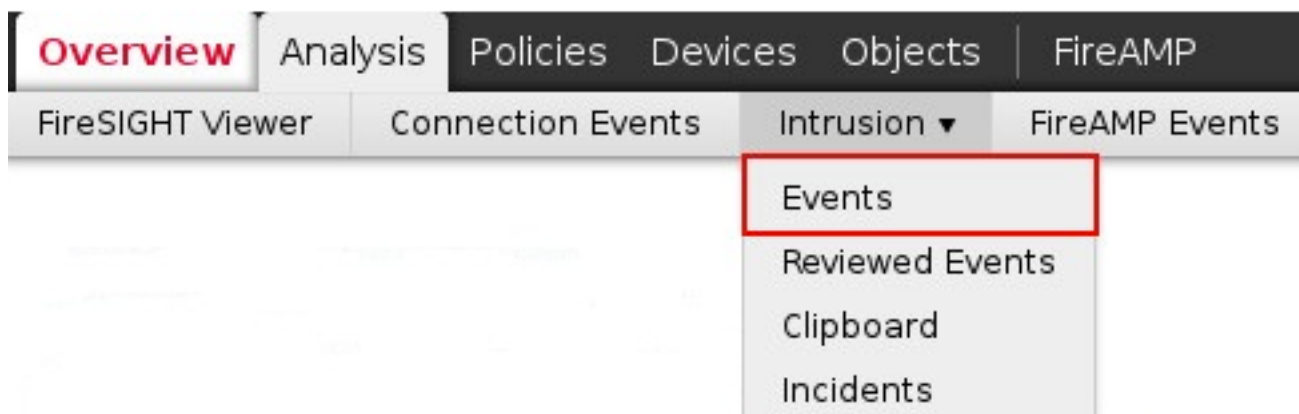 Overview Analysis Policies Devices Objects FireAMP
FireSIGHT Viewer Connection Events Intrusion ▾ FireAMP Events
Events
Reviewed Events
Clipboard
Incidents